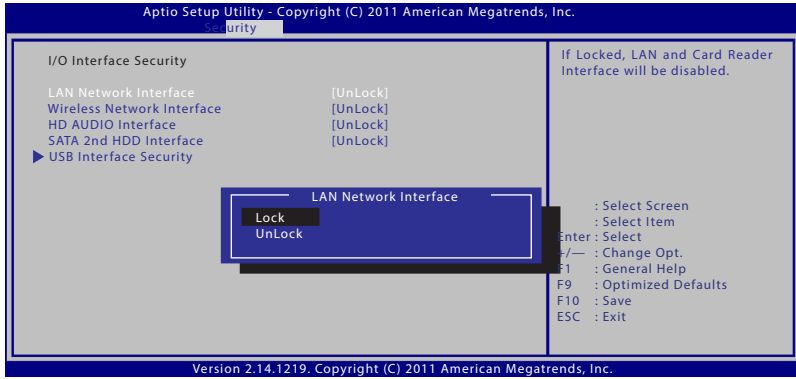 Aptio Setup Utility - Copyright (C) 2011 American Megatrends, Inc.
Security
I/O Interface Security
LAN Network Interface [UnLock]
Wireless Network Interface [UnLock]
HD AUDIO Interface [UnLock]
SATA 2nd HDD Interface [UnLock]
USB Interface Security
If Locked, LAN and Card Reader
Interface will be disabled.
LAN Network Interface
Lock
UnLock
: Select Screen
: Select Item
Enter : Select
+/— : Change Opt.
F1 : General Help
F9 : Optimized Defaults
F10 : Save
ESC : Exit
Version 2.14.1219. Copyright (C) 2011 American Megatrends, Inc.